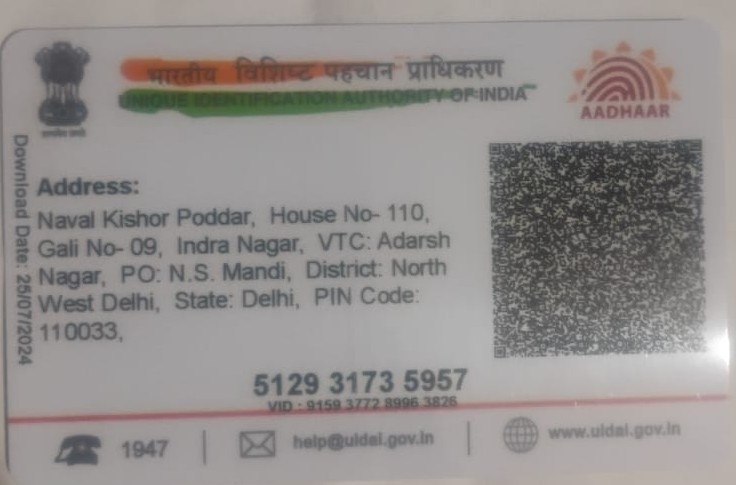 भारतीय विशिष्ट पहचान प्राधिकरण
UNIQUE IDENTIFICATION AUTHORITY OF INDIA
AADHAAR
Download Date: 25/07/2024
Address:
Naval Kishor Poddar, House No- 110,
Gali No- 09, Indra Nagar, VTC: Adarsh
Nagar, PO: N.S. Mandi, District: North
West Delhi, State: Delhi, PIN Code:
110033,
5129 3173 5957
VID : 9159 3772 8996 3826
1947
help@uidai.gov.in
www.uidai.gov.in